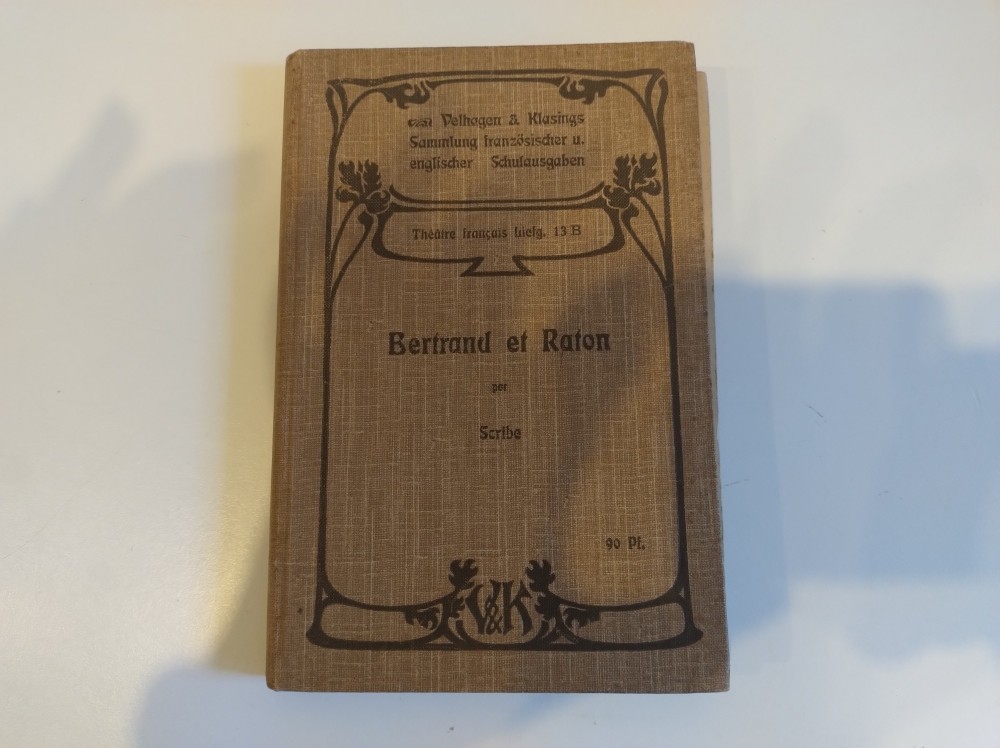 Velhagen & Klasings
Sammlung französischer u.
englischer Schulausgaben
Théâtre français Liefg. 13 B
Bertrand et Raton
par
Scribe
90 Pf.
V&K